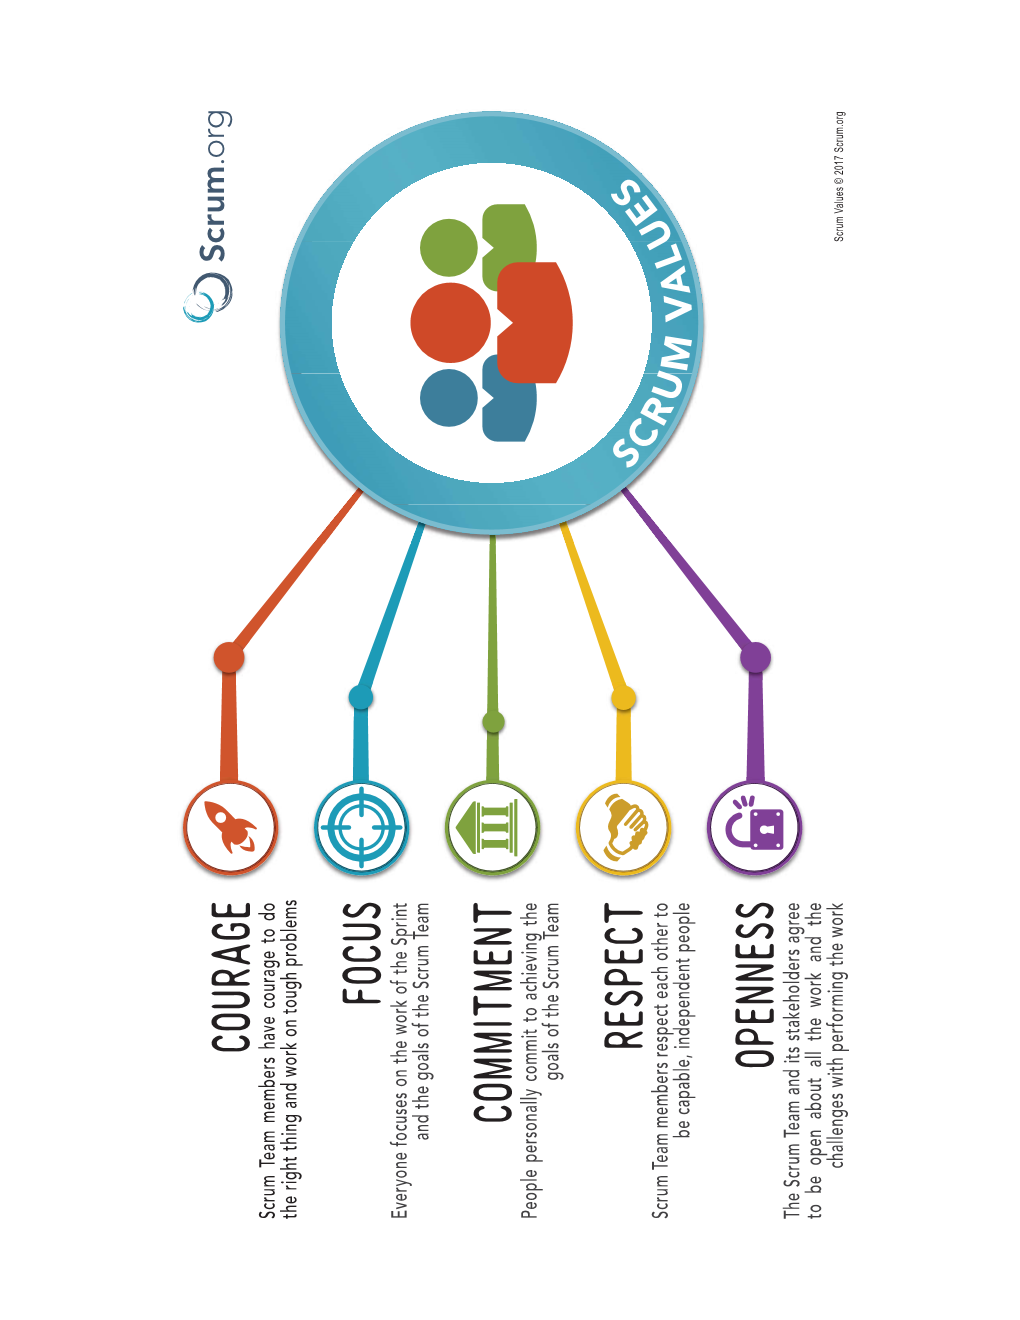 Scrum.org
COURAGE
Scrum Team members have courage to do
the right thing and work on tough problems
FOCUS
Everyone focuses on the work of the Sprint
and the goals of the Scrum Team
COMMITMENT
People personally commit to achieving the
goals of the Scrum Team
RESPECT
Scrum Team members respect each other to
be capable, independent people
OPENNESS
The Scrum Team and its stakeholders agree
to be open about all the work and the
challenges with performing the work
SCRUM VALUES
Scrum Values © 2017 Scrum.org